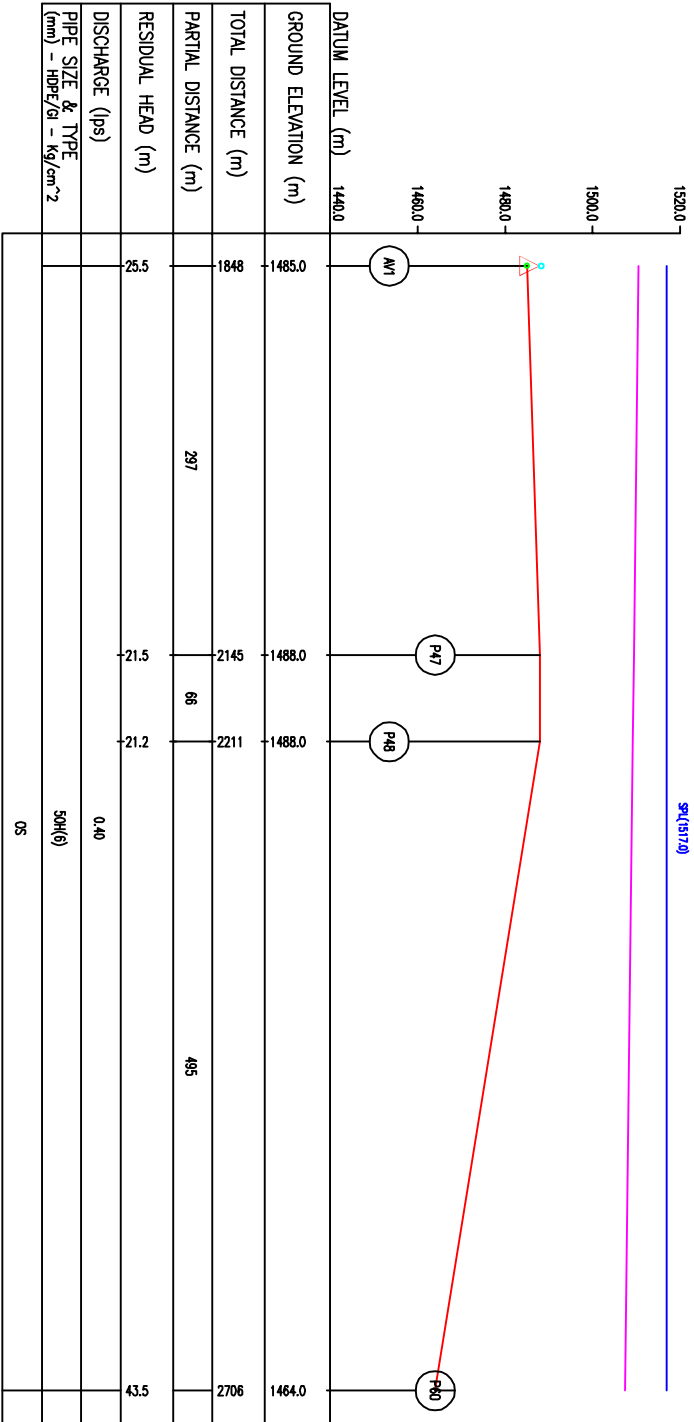 SPL(1517.0)
1520.0
1500.0
1480.0
1460.0
1440.0
DATUM LEVEL (m)
AV1
P47
P48
P60
GROUND ELEVATION (m)
1485.0
1488.0
1488.0
1464.0
TOTAL DISTANCE (m)
1848
2145
2211
2706
PARTIAL DISTANCE (m)
297
66
495
RESIDUAL HEAD (m)
25.5
21.5
21.2
43.5
DISCHARGE (lps)
0.40
PIPE SIZE & TYPE
(mm) - HDPE/GI - Kg/cm^2
50H(6)
OS